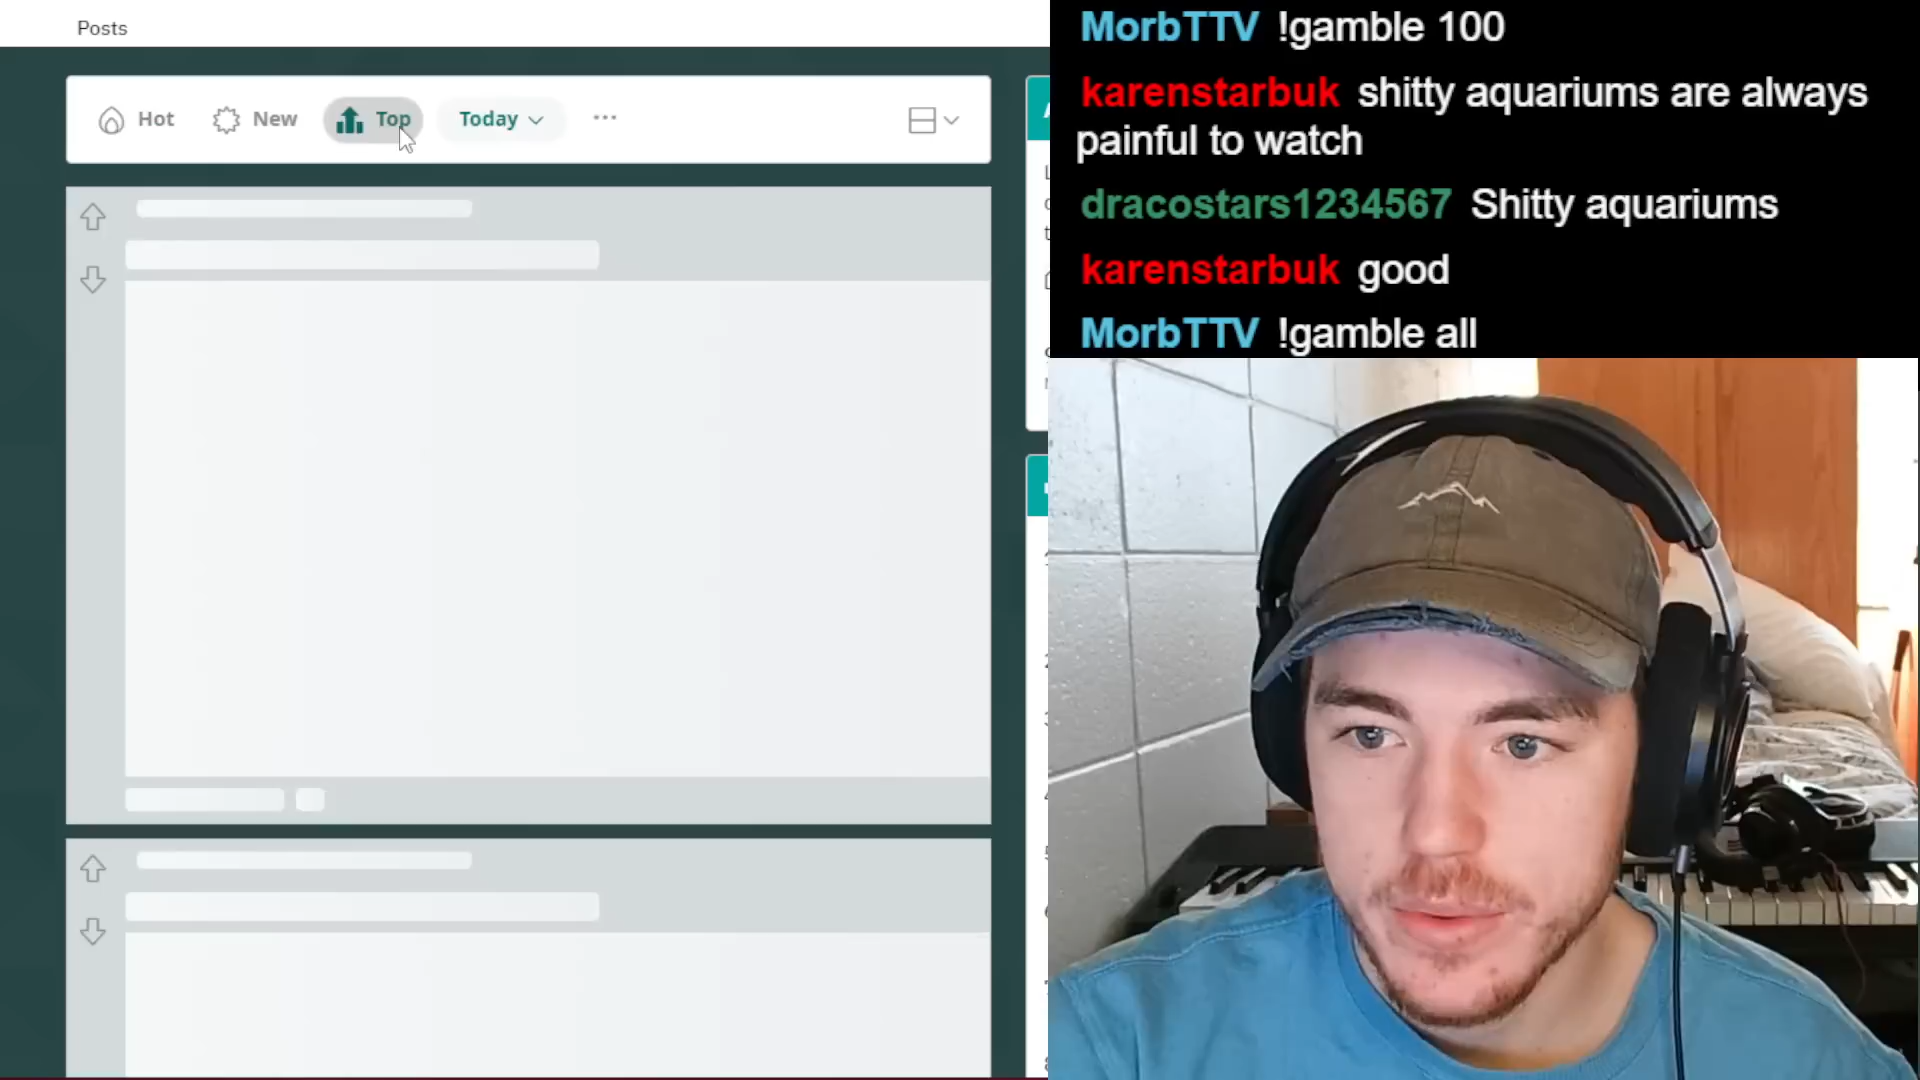 Posts
Hot New Top Today
MorbTTV !gamble 100
karenstarbuk shitty aquariums are always
painful to watch
dracostars1234567 Shitty aquariums
karenstarbuk good
MorbTTV !gamble all